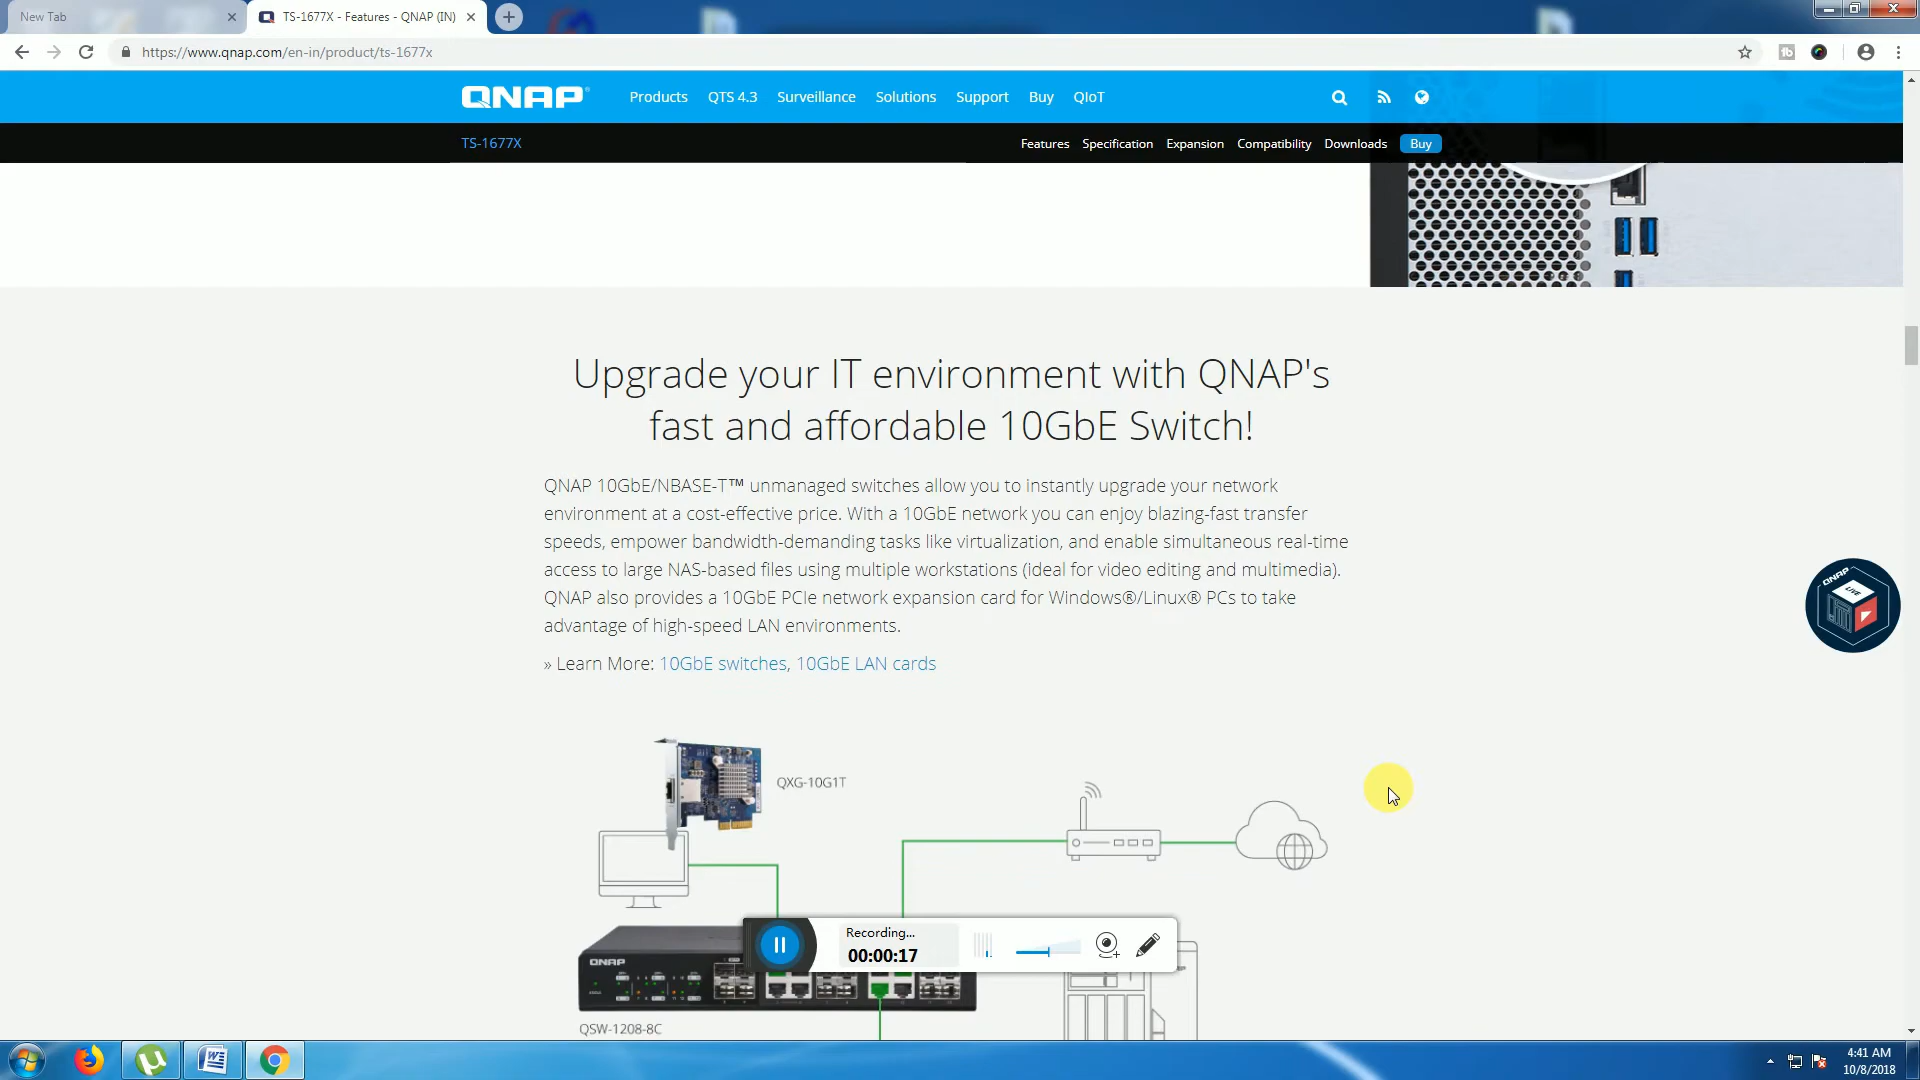 New Tab
TS-1677X - Features - QNAP (IN)
https://www.qnap.com/en-in/product/ts-1677x
QNAP
Products
QTS 4.3
Surveillance
Solutions
Support
Buy
QIoT
TS-1677X
Features
Specification
Expansion
Compatibility
Downloads
Buy
Upgrade your IT environment with QNAP's
fast and affordable 10GbE Switch!
QNAP 10GbE/NBASE-T™ unmanaged switches allow you to instantly upgrade your network
environment at a cost-effective price. With a 10GbE network you can enjoy blazing-fast transfer
speeds, empower bandwidth-demanding tasks like virtualization, and enable simultaneous real-time
access to large NAS-based files using multiple workstations (ideal for video editing and multimedia).
QNAP also provides a 10GbE PCIe network expansion card for Windows®/Linux® PCs to take
advantage of high-speed LAN environments.
» Learn More: 10GbE switches, 10GbE LAN cards
QNAP
LIVE
QXG-10G1T
Recording...
00:00:17
QNAP
QSW-1208-8C
4:41 AM
10/8/2018